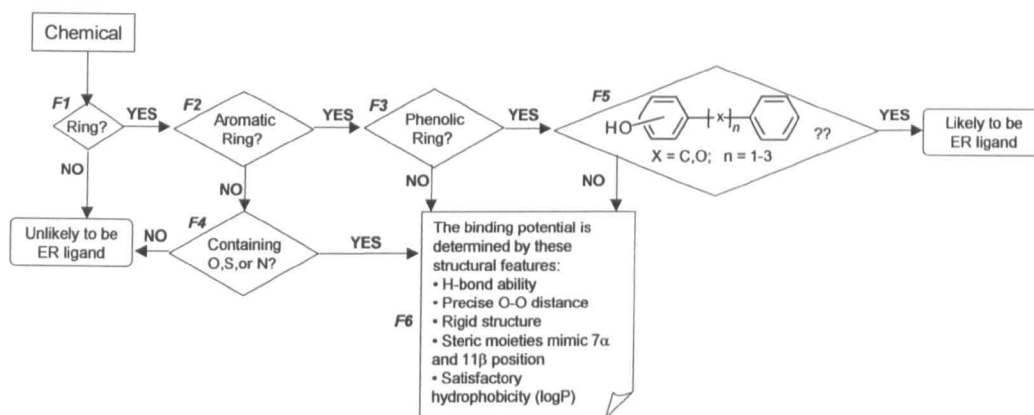 Chemical
F1
Ring?
YES
NO
F2
Aromatic
Ring?
YES
NO
F3
Phenolic
Ring?
YES
NO
F5
HO
x
n
??
X = C,O; n = 1-3
YES
NO
Likely to be
ER ligand
Unlikely to be
ER ligand
NO
F4
Containing
O,S,or N?
YES
F6
The binding potential is
determined by these
structural features:
• H-bond ability
• Precise O-O distance
• Rigid structure
• Steric moieties mimic 7α
and 11β position
• Satisfactory
hydrophobicity (logP)